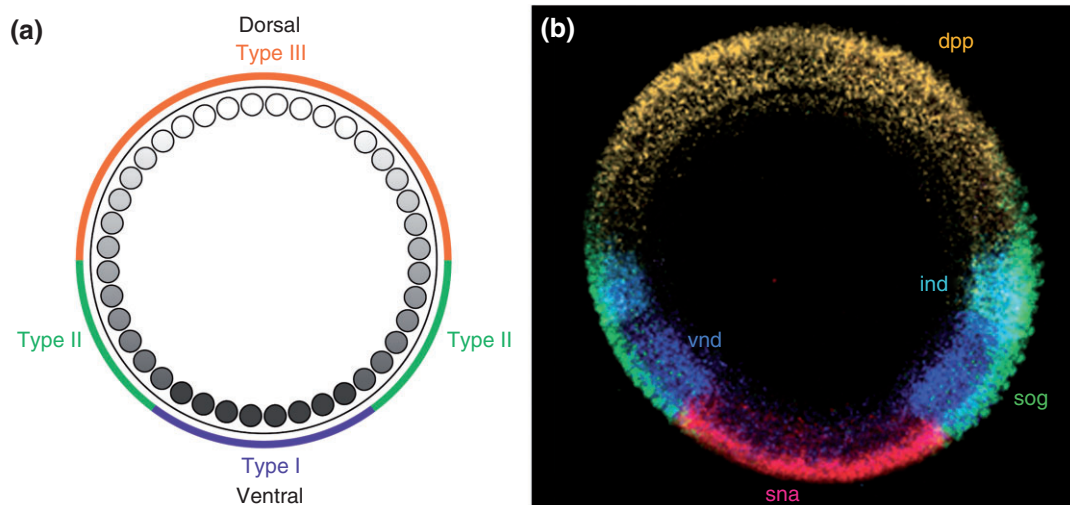 (a)
Dorsal
Type III
Type II
Type II
Type I
Ventral
(b)
dpp
ind
vnd
sog
sna